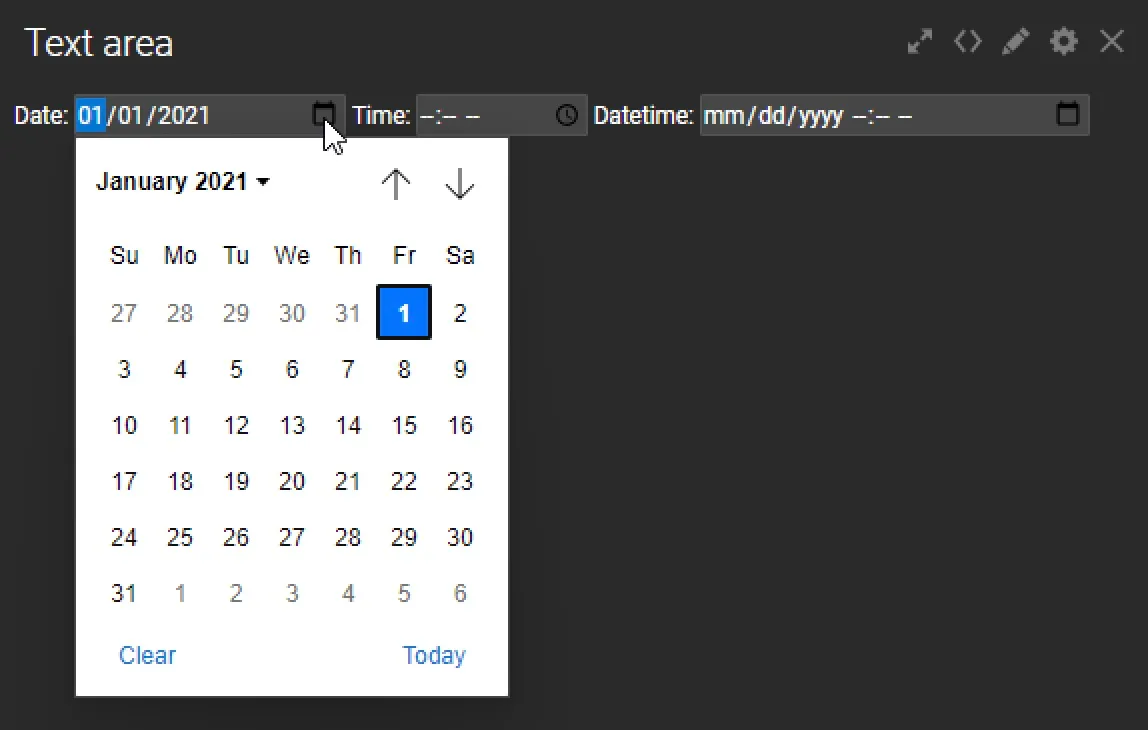 Text area
Date: 01/01/2021 Time: --:-- -- Datetime: mm/dd/yyyy --:-- --
January 2021
Su Mo Tu We Th Fr Sa
27 28 29 30 31 1 2
3 4 5 6 7 8 9
10 11 12 13 14 15 16
17 18 19 20 21 22 23
24 25 26 27 28 29 30
31 1 2 3 4 5 6
Clear Today